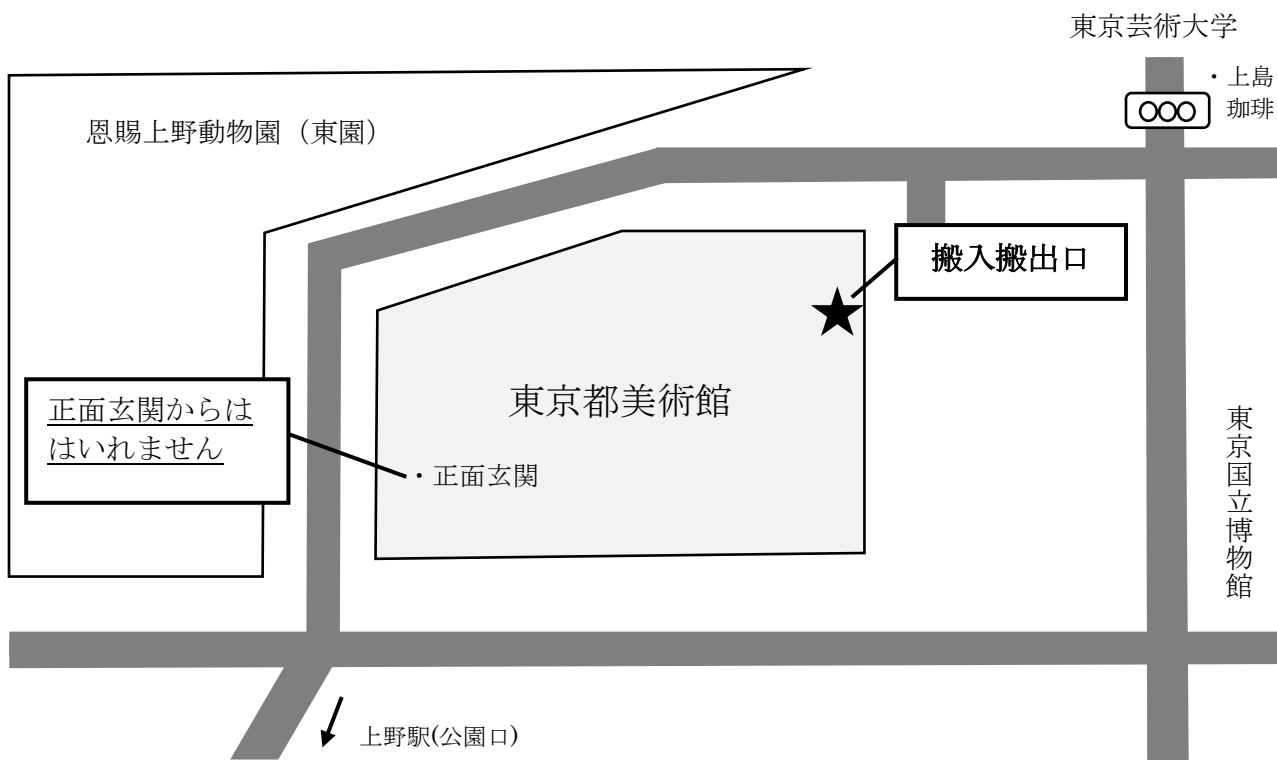 東京芸術大学
・上島
珈琲
恩賜上野動物園（東園）
搬入搬出口
東京都美術館
正面玄関からは
はいれません
・正面玄関
東京国立博物館
上野駅(公園口)